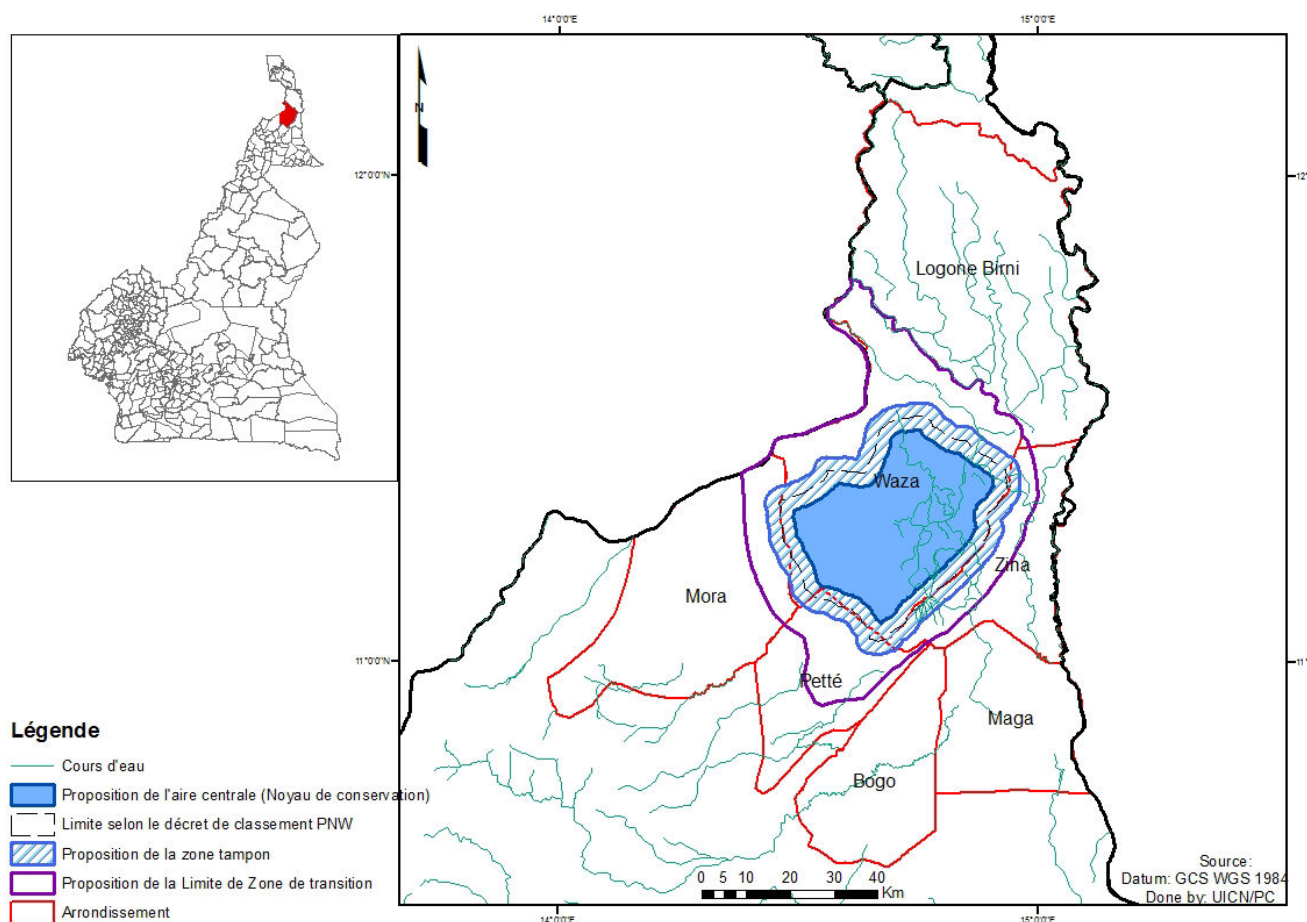 14°0'0"E
15°0'0"E
N
12°0'0"N
12°
Logone Birni
Waza
Zina
Mora
11°0'0"N
11°
Petté
Maga
Bogo
Légende
Cours d'eau
Proposition de l'aire centrale (Noyau de conservation)
Limite selon le décret de classement PNW
Proposition de la zone tampon
Proposition de la Limite de Zone de transition
Arrondissement
0 5 10 20 30 40
Km
Source:
Datum: GCS WGS 1984
Done by: UICN/PC
14°0'0"E
15°0'0"E